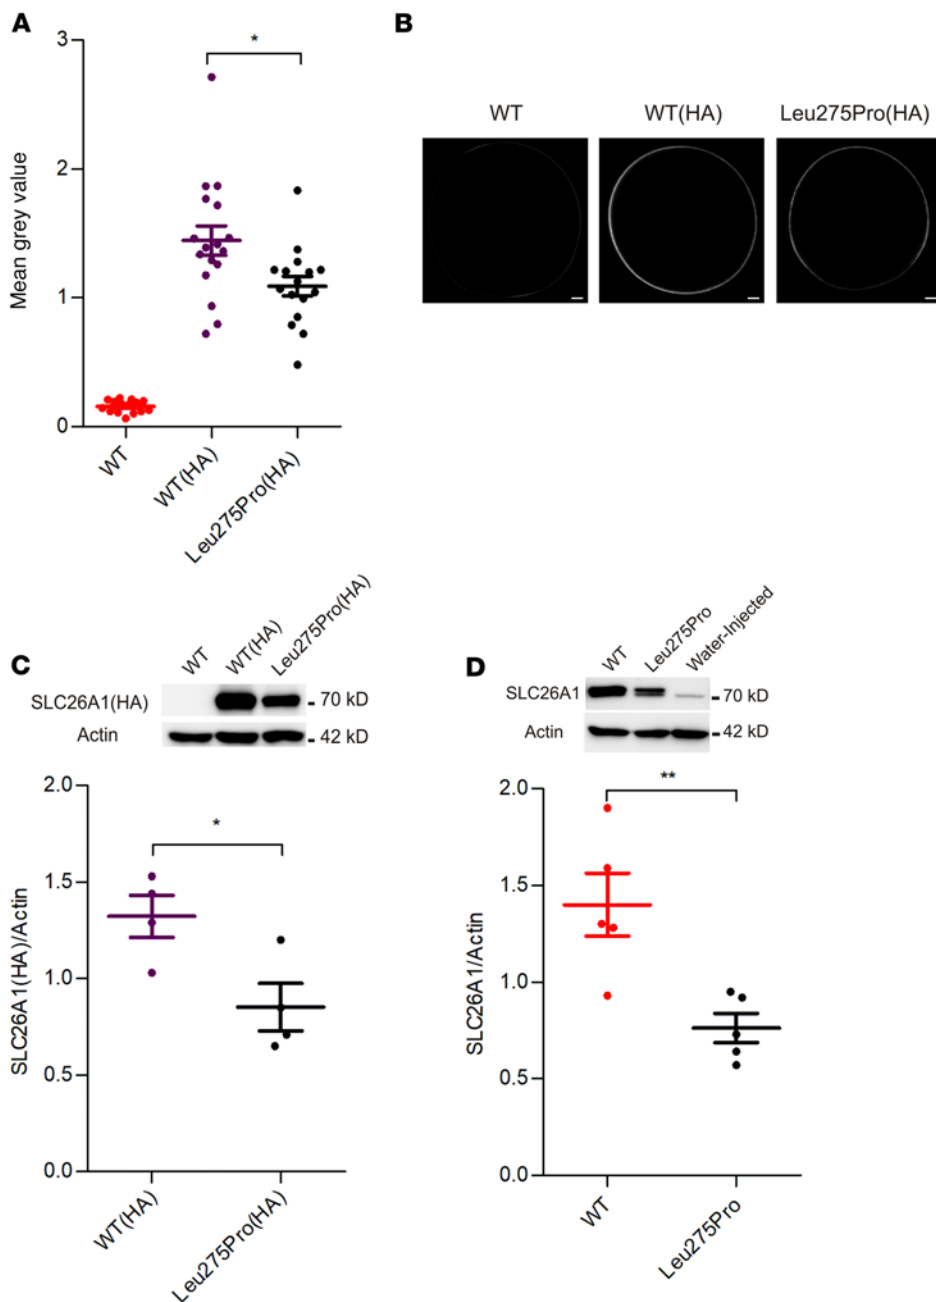 A
3
2
1
0
Mean grey value
*
WT
WT(HA)
Leu275Pro(HA)
B
WT
WT(HA)
Leu275Pro(HA)
C
WT
WT(HA)
Leu275Pro(HA)
SLC26A1(HA)
- 70 kD
Actin
- 42 kD
2.0
1.5
1.0
0.5
0.0
SLC26A1(HA)/Actin
*
WT(HA)
Leu275Pro(HA)
D
WT
Leu275Pro
Water-Injected
SLC26A1
- 70 kD
Actin
- 42 kD
2.0
1.5
1.0
0.5
0.0
SLC26A1/Actin
**
WT
Leu275Pro